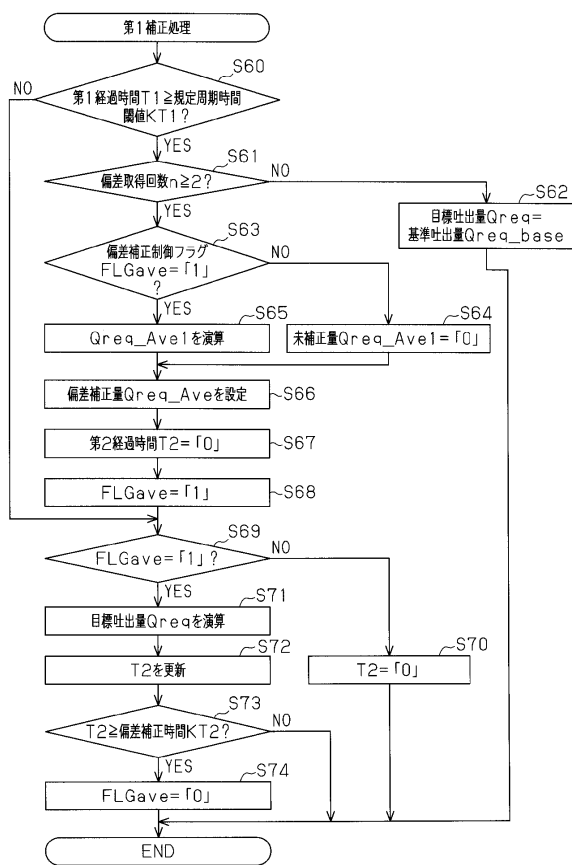 第1補正処理
S60
NO
第1経過時間T1≧規定周期時間
閾値KT1?
YES
S61
偏差取得回数n≧2?
NO
YES
S62
目標吐出量Qreq=
基準吐出量Qreq_base
S63
偏差補正制御フラグ
FLGave=「1」
?
NO
YES
S65
Qreq_Ave1を演算
S64
未補正量Qreq_Ave1=「0」
偏差補正量Qreq_Aveを設定
S66
第2経過時間T2=「0」
S67
FLGave=「1」
S68
S69
FLGave=「1」?
NO
YES
S71
目標吐出量Qreqを演算
S72
T2を更新
S70
T2=「0」
S73
T2≧偏差補正時間KT2?
NO
YES
S74
FLGave=「0」
END